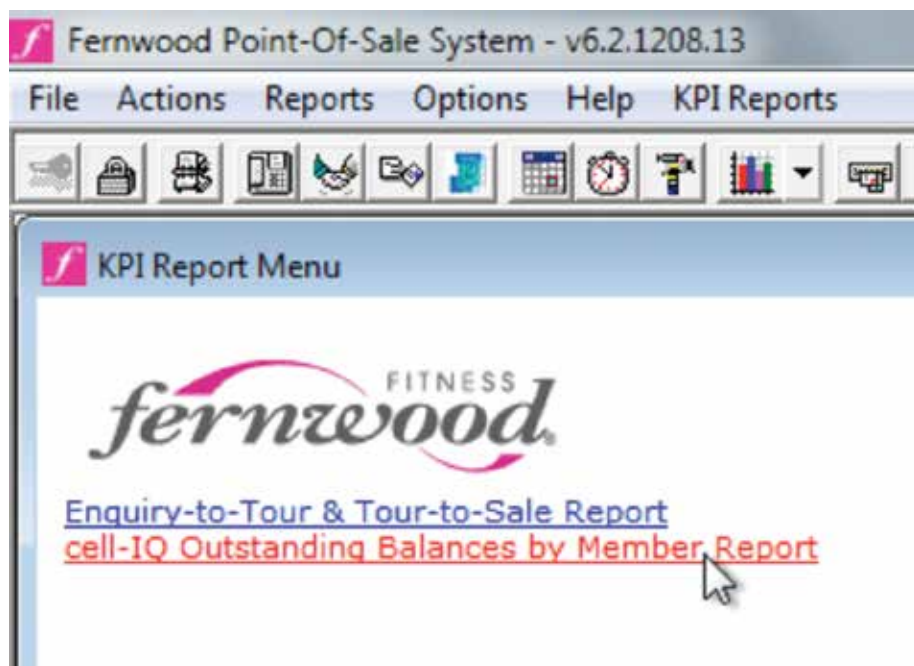 f Fernwood Point-Of-Sale System - v6.2.1208.13
File Actions Reports Options Help KPI Reports
f KPI Report Menu
FITNESS
fernwood®
Enquiry-to-Tour & Tour-to-Sale Report
cell-IQ Outstanding Balances by Member Report